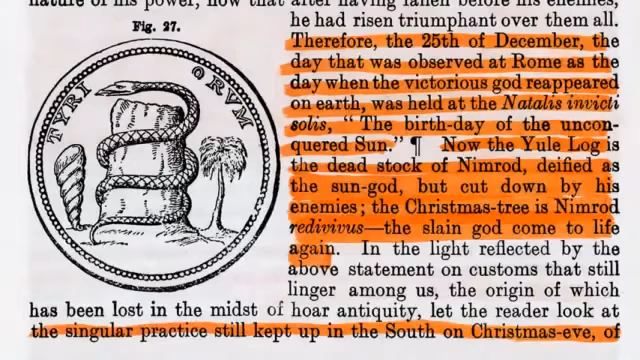 nature of his power, now that after having fallen before his enemies,
he had risen triumphant over them all.
Fig. 27.
TYRI ORVM
Therefore, the 25th of December, the
day that was observed at Rome as the
day when the victorious god reappeared
on earth, was held at the Natalis invicti
solis, “ The birth-day of the uncon-
quered Sun.” ¶ Now the Yule Log is
the dead stock of Nimrod, deified as
the sun-god, but cut down by his
enemies ; the Christmas-tree is Nimrod
redivivus—the slain god come to life
again. In the light reflected by the
above statement on customs that still
linger among us, the origin of which
has been lost in the midst of hoar antiquity, let the reader look at
the singular practice still kept up in the South on Christmas-eve, of